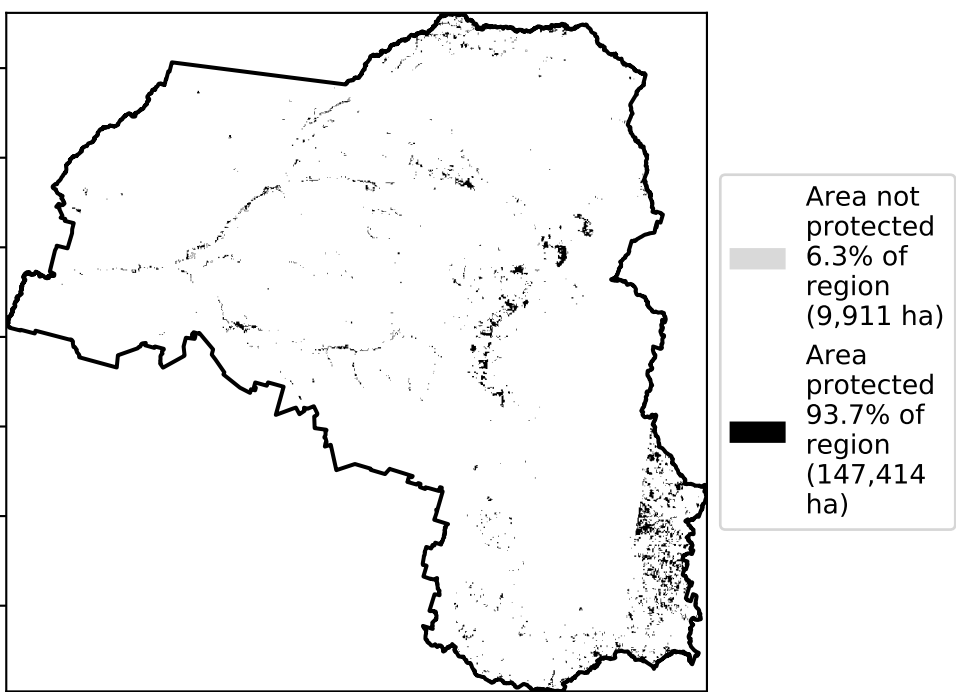 Area not
protected
6.3% of
region
(9,911 ha)
Area
protected
93.7% of
region
(147,414
ha)